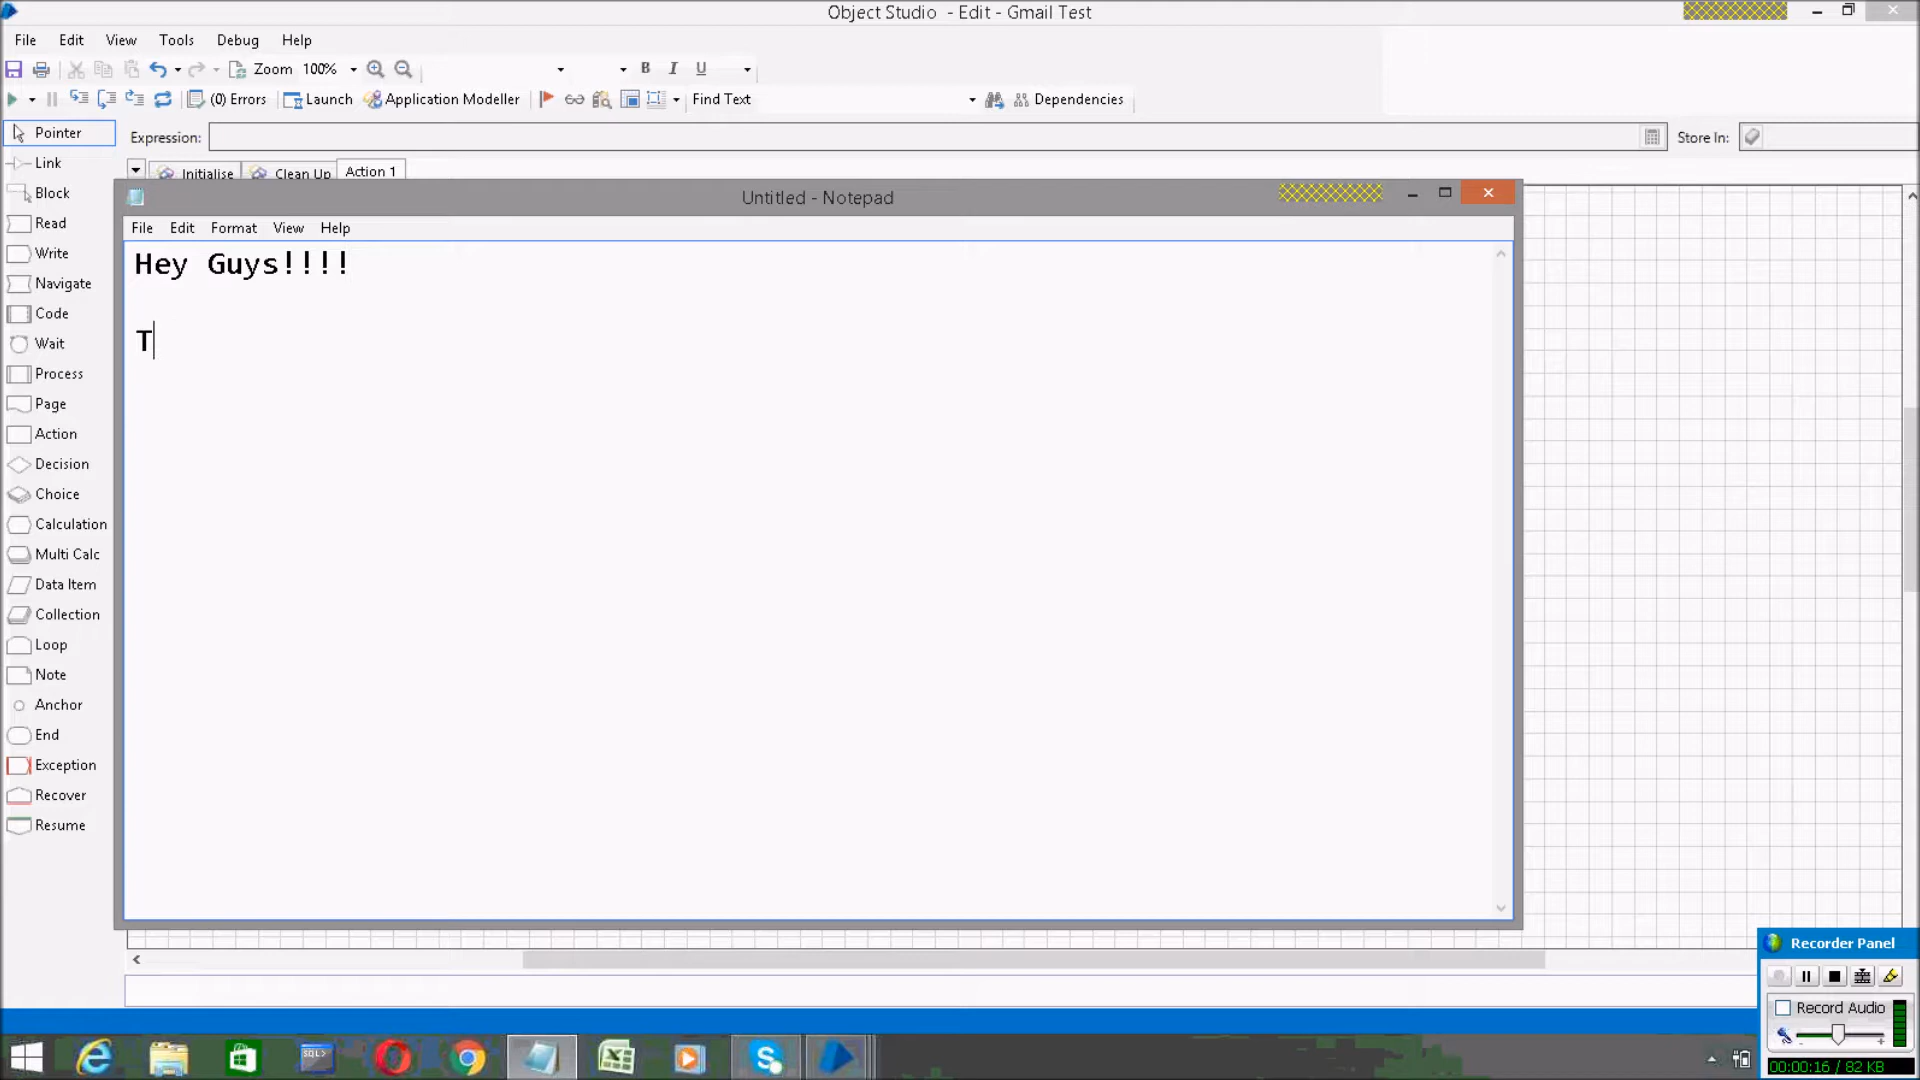 Object Studio - Edit - Gmail Test
File Edit View Tools Debug Help
Zoom 100% B I U
(0) Errors Launch Application Modeller Find Text Dependencies
Pointer
Expression: Store In:
Link
Initialise Clean Up Action 1
Block
Untitled - Notepad
Read
File Edit Format View Help
Write
Hey Guys!!!!
Navigate
Code
T
Wait
Process
Page
Action
Decision
Choice
Calculation
Multi Calc
Data Item
Collection
Loop
Note
Anchor
End
Exception
Recover
Resume
Recorder Panel
Record Audio
- +
SQL>
00:00:16 / 82 KB